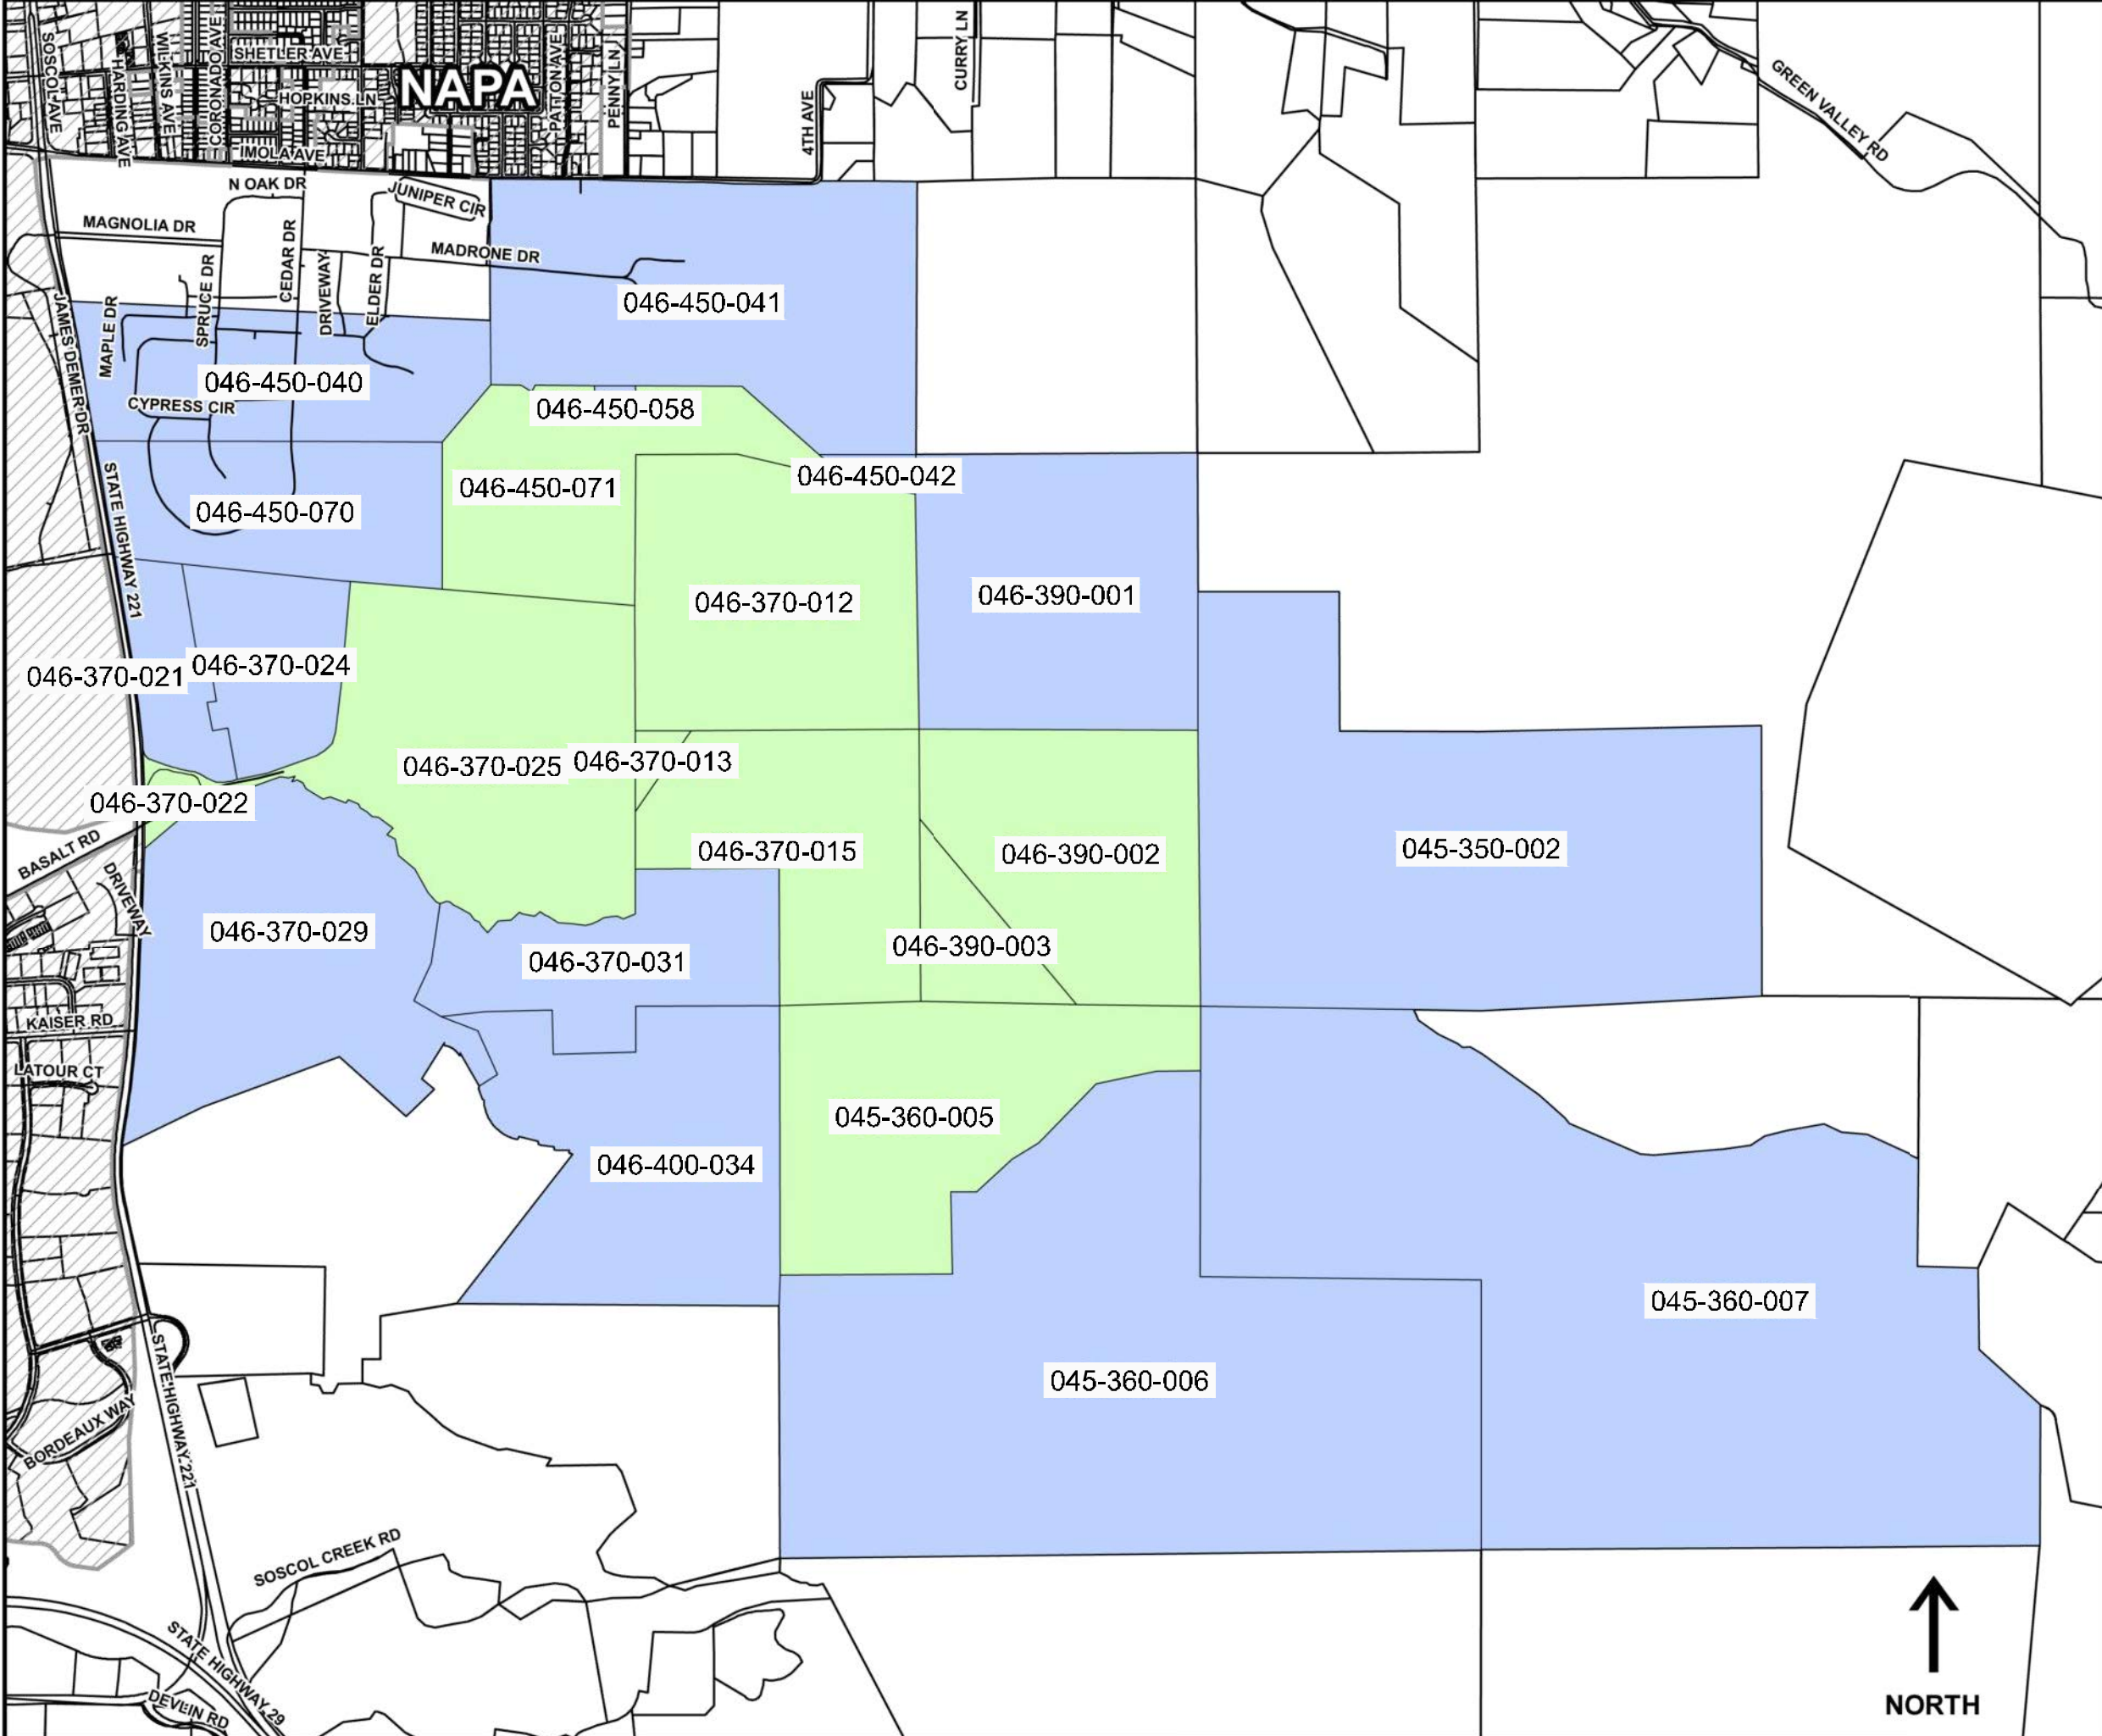 SOSCOL AVE
HARDING AVE
WILKINS AVE
CORONADO AVE
SHETLER AVE
HOPKINS LN
IMOLA AVE
NAPA
PATTON AVE
PENNY LN
4TH AVE
CURRY LN
GREEN VALLEY RD
N OAK DR
JUNIPER CIR
MAGNOLIA DR
MADRONE DR
SPRUCE DR
CEDAR DR
DRIVEWAY
ELDER DR
MAPLE DR
JAMES DEMER DR
046-450-041
046-450-040
CYPRESS CIR
046-450-058
STATE HIGHWAY 221
046-450-070
046-450-071
046-450-042
046-370-012
046-390-001
046-370-021
046-370-024
046-370-025
046-370-013
046-370-022
BASALT RD
DRIVEWAY
046-370-015
046-390-002
045-350-002
046-370-029
046-370-031
046-390-003
KAISER RD
LATOUR CT
045-360-005
046-400-034
045-360-007
045-360-006
STATE HIGHWAY 221
BORDEAUX WAY
SOSCOL CREEK RD
STATE HIGHWAY 29
DEVLIN RD
NORTH